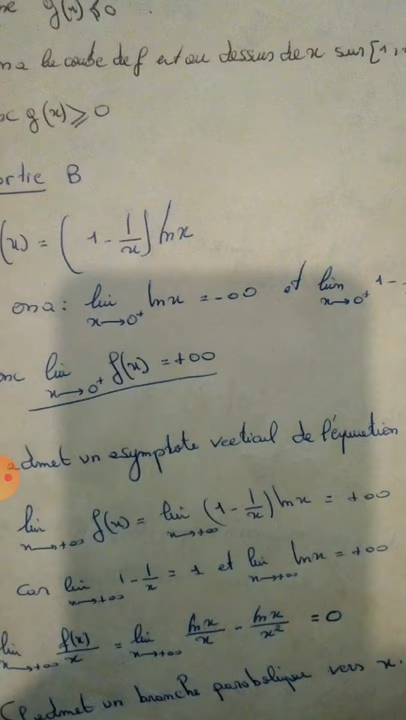 g(x) ≤ 0 .
la courbe de f est au dessus de x sur [1,
g(x) ≥ 0
Partie B
(x) = (1 - 1/x) ln x
ona : lim x→0⁺ ln x = -∞ et lim x→0⁺ 1 -
lim x→0⁺ f(x) = +∞
admet un asymptote vertical de l'équation
lim x→+∞ f(x) = lim x→+∞ (1 - 1/x) ln x = +∞
Car lim x→+∞ 1 - 1/x = 1 et lim x→+∞ ln x = +∞
lim x→+∞ f(x)/x = lim x→+∞ ln x/x - ln x/x² = 0
Cf admet un branche parabolique vers x.